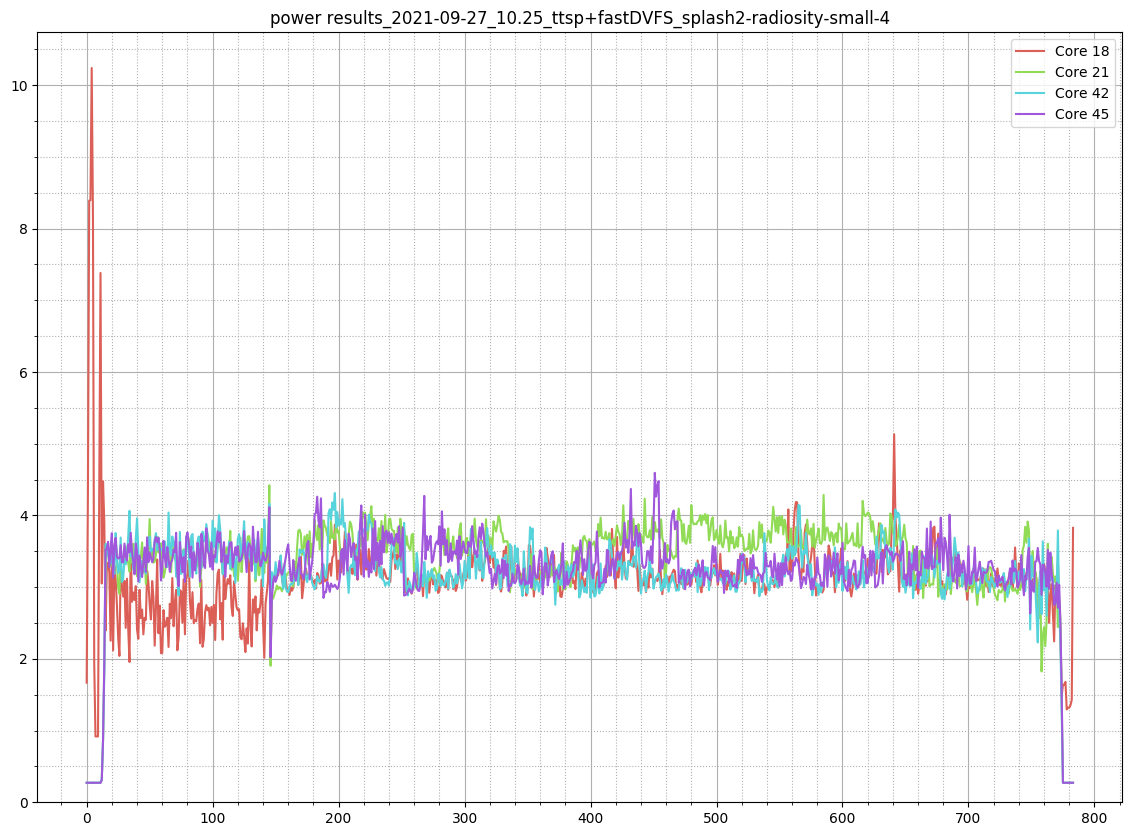 power results_2021-09-27_10.25_ttsp+fastDVFS_splash2-radiosity-small-4
Core 18
Core 21
Core 42
Core 45
10
8
6
4
2
0
0 100 200 300 400 500 600 700 800